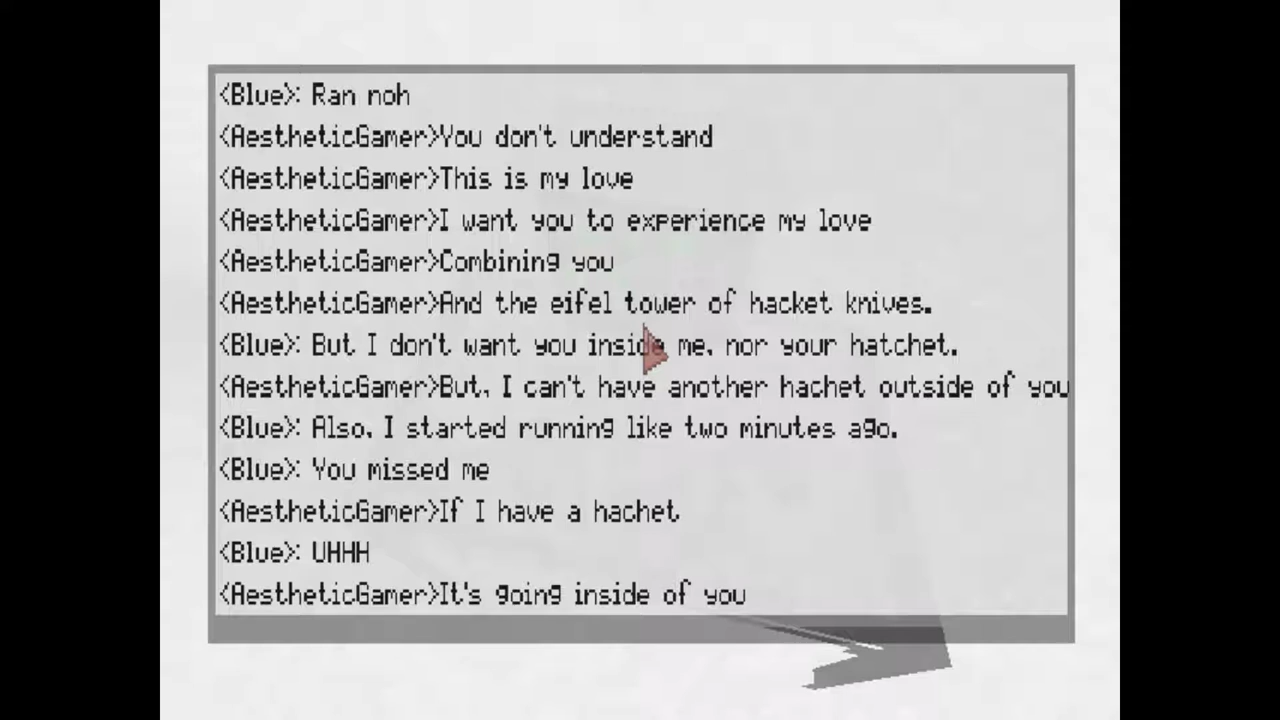 <Blue>: Ran noh
<AestheticGamer>You don't understand
<AestheticGamer>This is my love
<AestheticGamer>I want you to experience my love
<AestheticGamer>Combining you
<AestheticGamer>And the eifel tower of hacket knives.
<Blue>: But I don't want you inside me, nor your hatchet.
<AestheticGamer>But, I can't have another hachet outside of you
<Blue>: Also, I started running like two minutes ago.
<Blue>: You missed me
<AestheticGamer>If I have a hachet
<Blue>: UHHH
<AestheticGamer>It's going inside of you